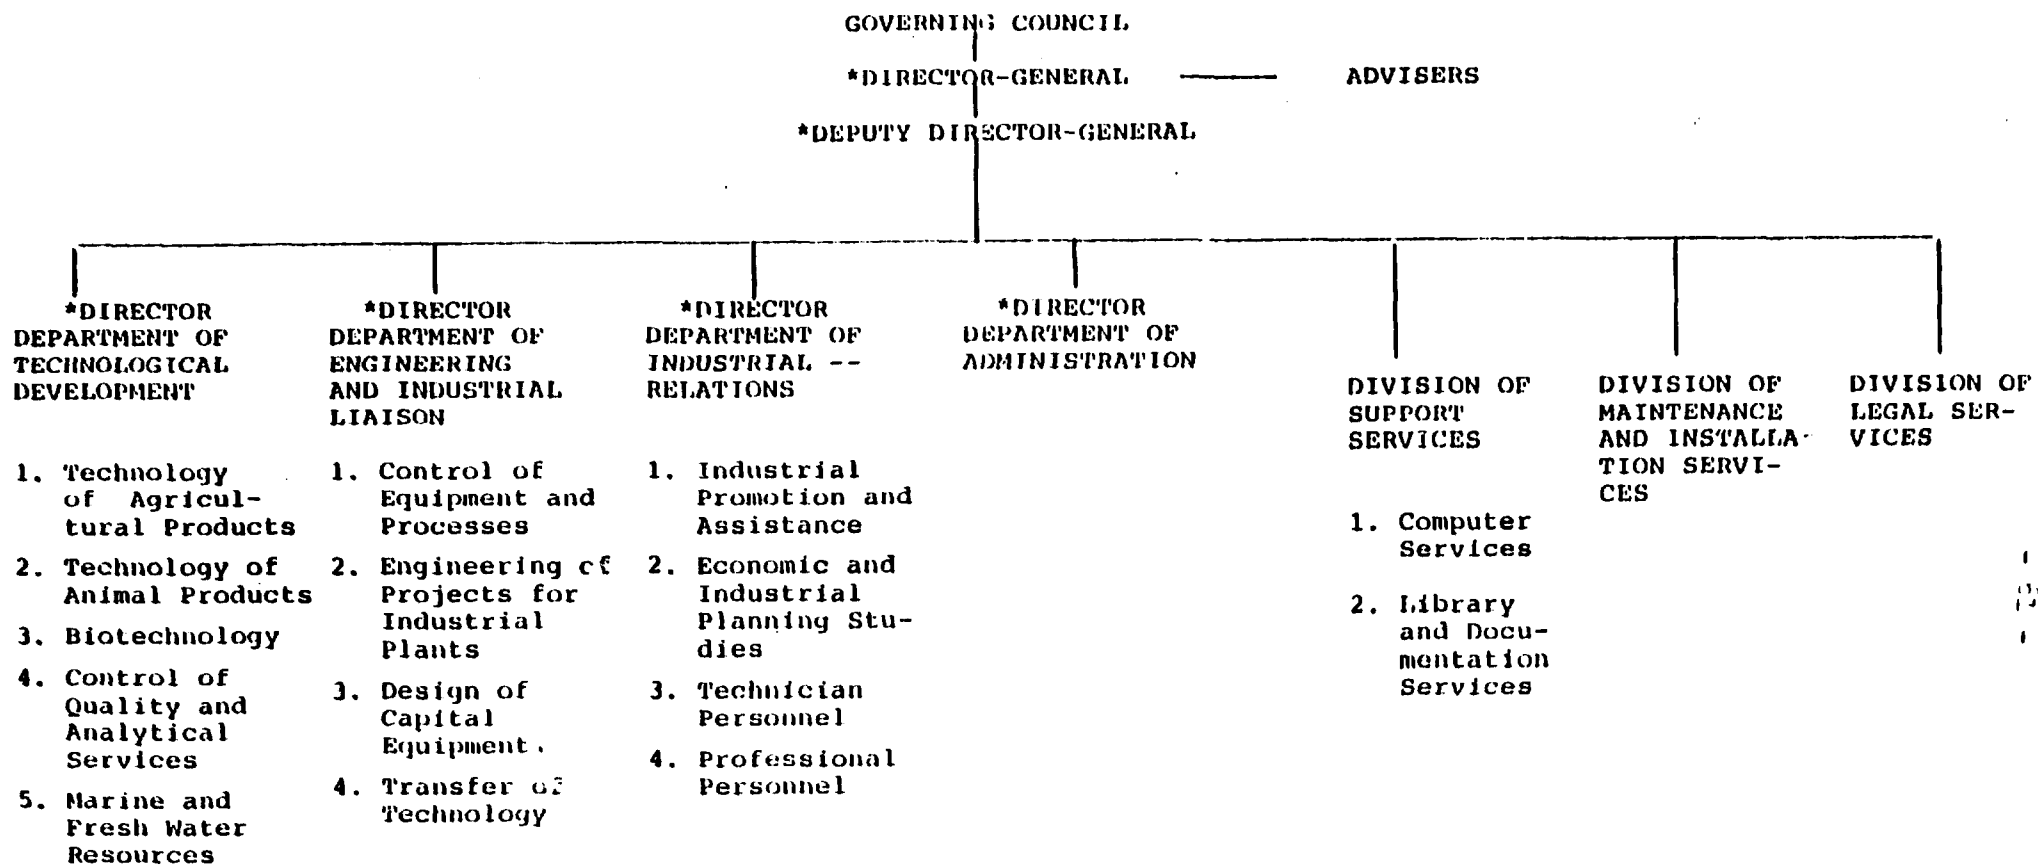 GOVERNING COUNCIL
*DIRECTOR-GENERAL
ADVISERS
*DEPUTY DIRECTOR-GENERAL
*DIRECTOR
DEPARTMENT OF
TECHNOLOGICAL
DEVELOPMENT
1. Technology
of Agricul-
tural Products
2. Technology of
Animal Products
3. Biotechnology
4. Control of
Quality and
Analytical
Services
5. Marine and
Fresh Water
Resources
*DIRECTOR
DEPARTMENT OF
ENGINEERING
AND INDUSTRIAL
LIAISON
1. Control of
Equipment and
Processes
2. Engineering of
Projects for
Industrial
Plants
3. Design of
Capital
Equipment.
4. Transfer of
Technology
*DIRECTOR
DEPARTMENT OF
INDUSTRIAL --
RELATIONS
1. Industrial
Promotion and
Assistance
2. Economic and
Industrial
Planning Stu-
dies
3. Technician
Personnel
4. Professional
Personnel
*DIRECTOR
DEPARTMENT OF
ADMINISTRATION
DIVISION OF
SUPPORT
SERVICES
1. Computer
Services
2. Library
and Docu-
mentation
Services
DIVISION OF
MAINTENANCE
AND INSTALLA-
TION SERVI-
CES
DIVISION OF
LEGAL SER-
VICES